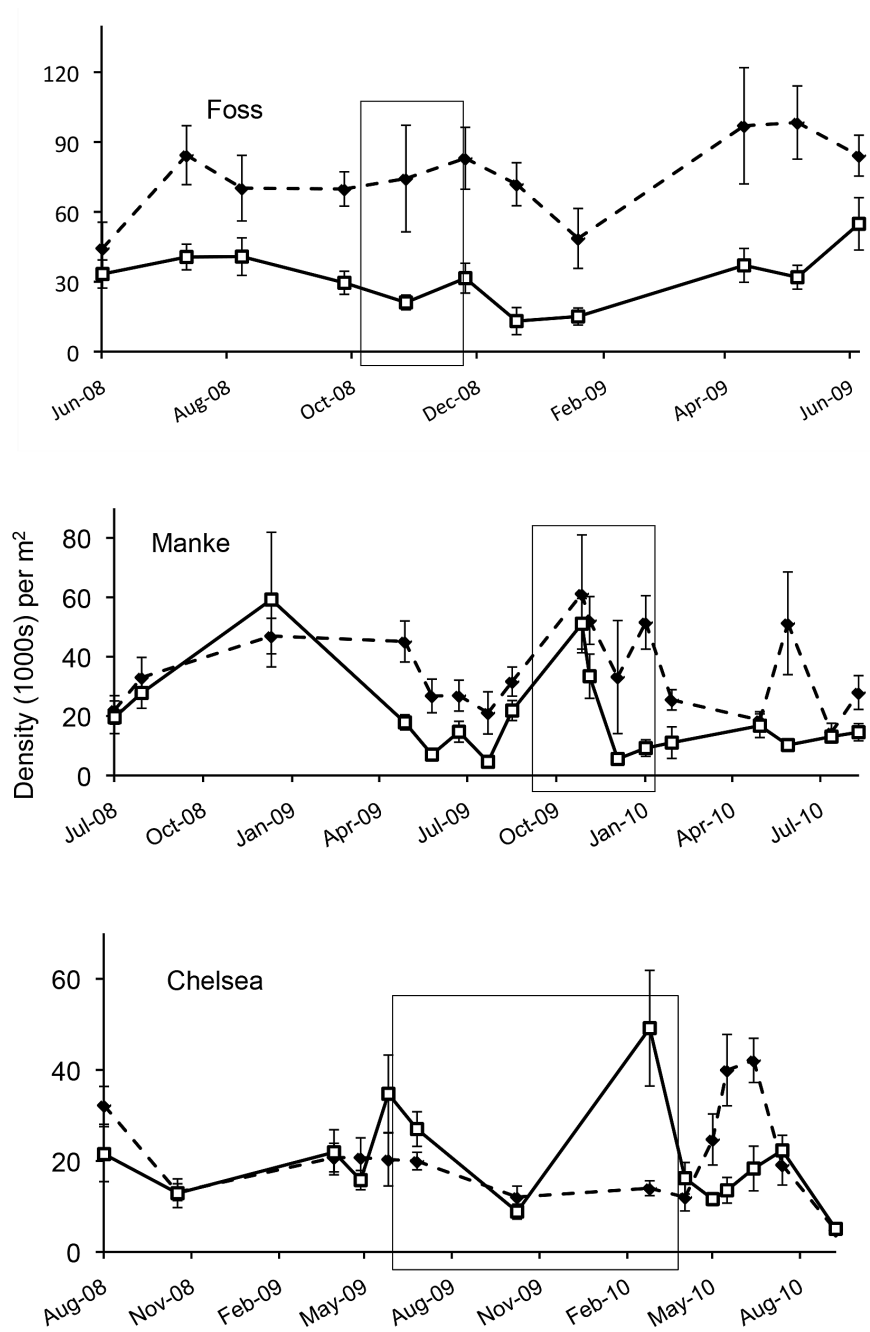 120
Foss
90
60
30
0
Jun-08 Aug-08 Oct-08 Dec-08 Feb-09 Apr-09 Jun-09
Density (1000s) per m²
80
Manke
60
40
20
0
Jul-08 Oct-08 Jan-09 Apr-09 Jul-09 Oct-09 Jan-10 Apr-10 Jul-10
60
Chelsea
40
20
0
Aug-08 Nov-08 Feb-09 May-09 Aug-09 Nov-09 Feb-10 May-10 Aug-10